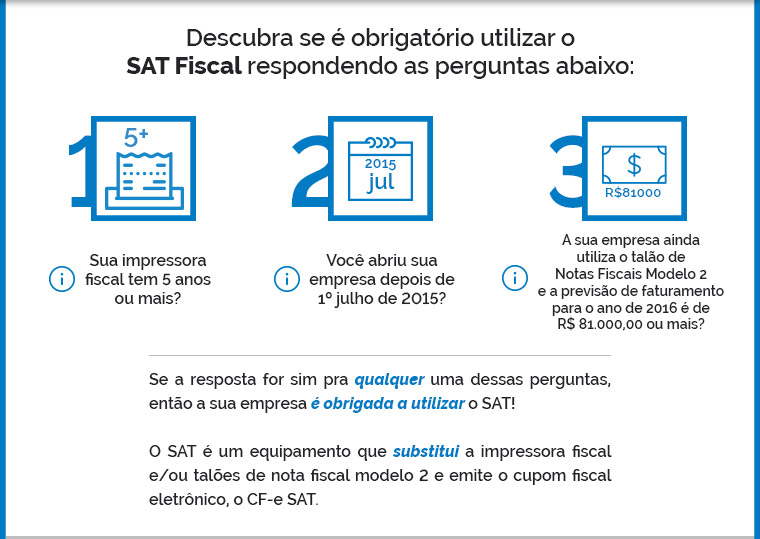 Descubra se é obrigatório utilizar o
SAT Fiscal respondendo as perguntas abaixo:
1
5+
Sua impressora
fiscal tem 5 anos
ou mais?
2
2015
jul
Você abriu sua
empresa depois de
1º julho de 2015?
3
$
R$81000
A sua empresa ainda
utiliza o talão de
Notas Fiscais Modelo 2
e a previsão de faturamento
para o ano de 2016 é de
R$ 81.000,00 ou mais?
Se a resposta for sim pra qualquer uma dessas perguntas,
então a sua empresa é obrigada a utilizar o SAT!
O SAT é um equipamento que substitui a impressora fiscal
e/ou talões de nota fiscal modelo 2 e emite o cupom fiscal
eletrônico, o CF-e SAT.